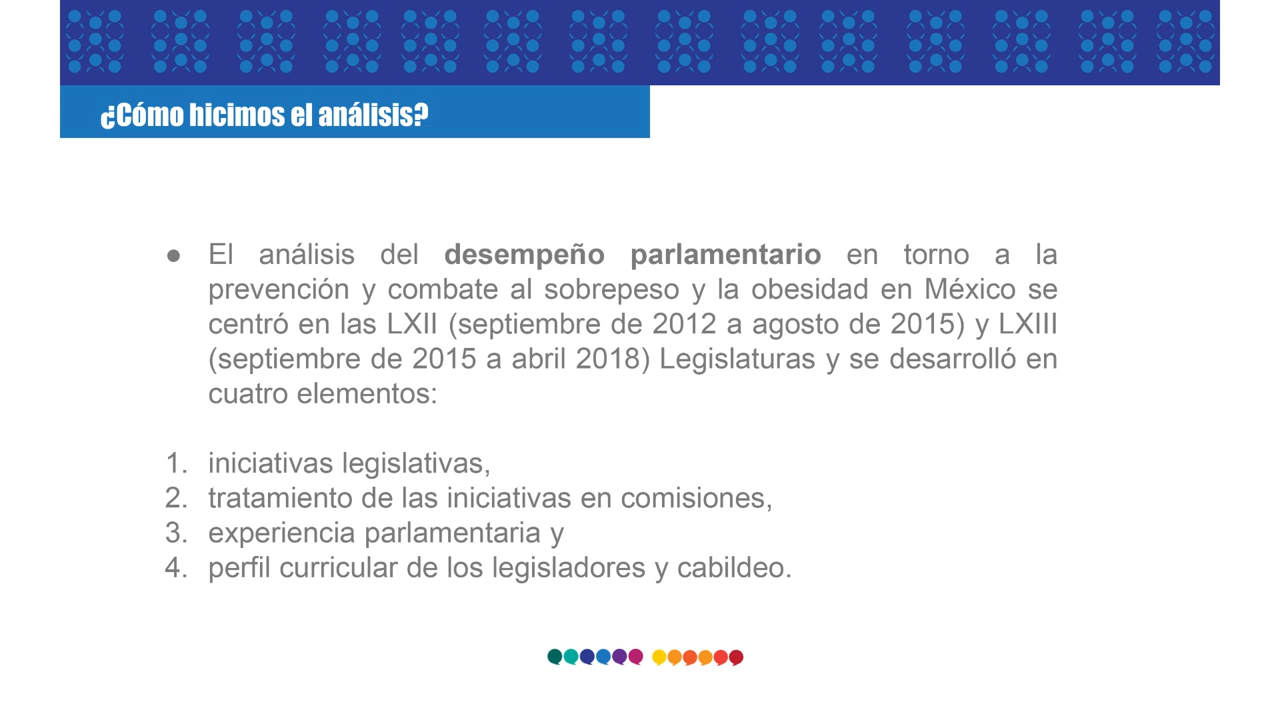 ¿Cómo hicimos el análisis?
● El análisis del desempeño parlamentario en torno a la
prevención y combate al sobrepeso y la obesidad en México se
centró en las LXII (septiembre de 2012 a agosto de 2015) y LXIII
(septiembre de 2015 a abril 2018) Legislaturas y se desarrolló en
cuatro elementos:
1. iniciativas legislativas,
2. tratamiento de las iniciativas en comisiones,
3. experiencia parlamentaria y
4. perfil curricular de los legisladores y cabildeo.